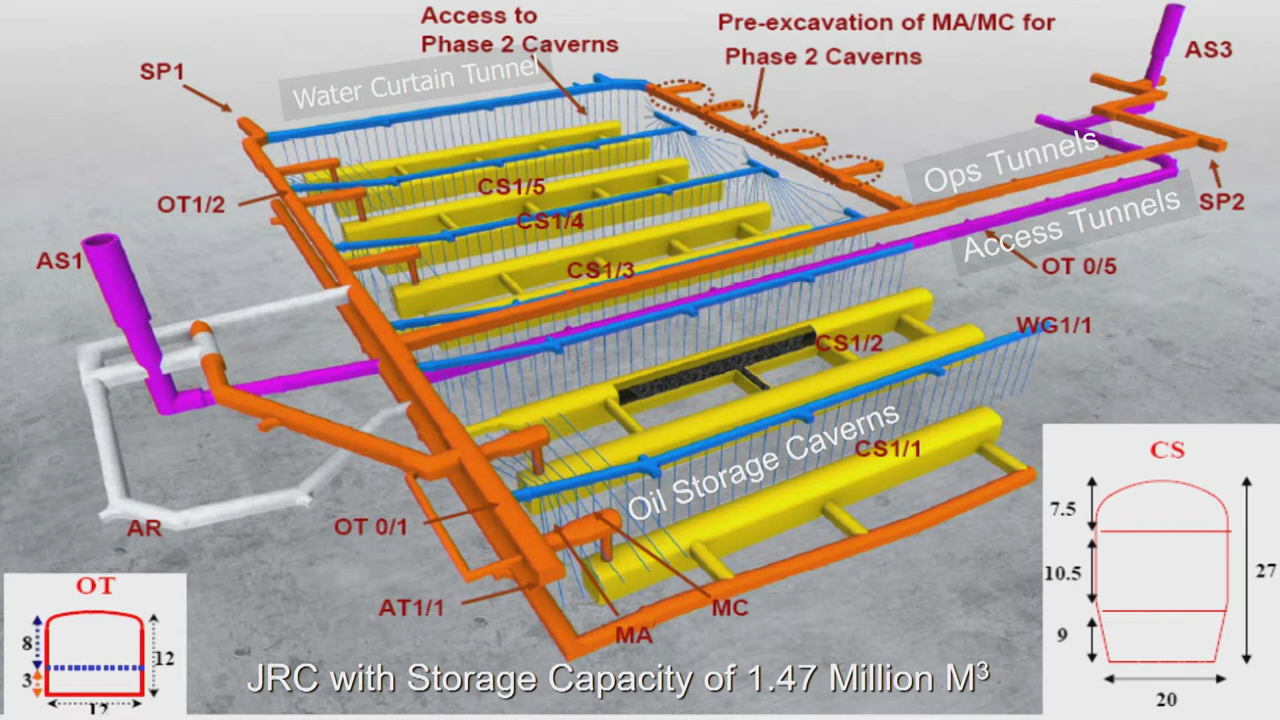 Access to
Phase 2 Caverns
Pre-excavation of MA/MC for
Phase 2 Caverns
AS3
SP1
Water Curtain Tunnel
Ops Tunnels
OT1/2
CS1/5
SP2
CS1/4
Access Tunnels
AS1
CS1/3
OT 0/5
WG1/1
CS1/2
Oil Storage Caverns
CS1/1
AR
OT 0/1
AT1/1
MC
MA
OT
8
3
12
12
CS
7.5
10.5
9
27
20
JRC with Storage Capacity of 1.47 Million M³